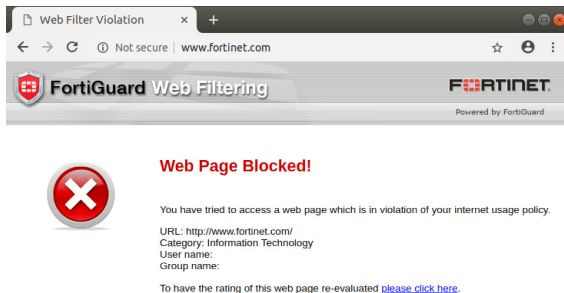 Web Filter Violation
Not secure | www.fortinet.com
FortiGuard Web Filtering
FORTINET
Powered by FortiGuard
Web Page Blocked!
You have tried to access a web page which is in violation of your internet usage policy.
URL: http://www.fortinet.com/
Category: Information Technology
User name:
Group name:
To have the rating of this web page re-evaluated please click here.